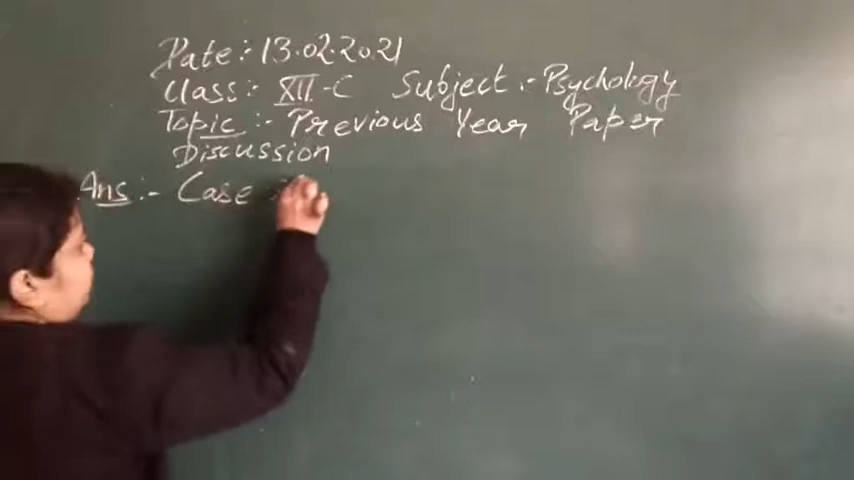 Date :- 13.02.2021
Class :- XII-C Subject :- Psychology
Topic :- Previous Year Paper
Discussion
Ans :- Case